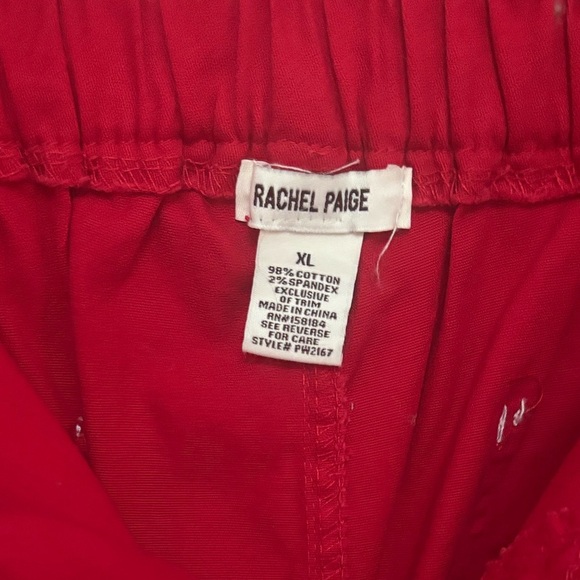 RACHEL PAIGE
XL
98% COTTON
2% SPANDEX
EXCLUSIVE
OF TRIM
MADE IN CHINA
RN#158184
SEE REVERSE
FOR CARE
STYLE# PW2167